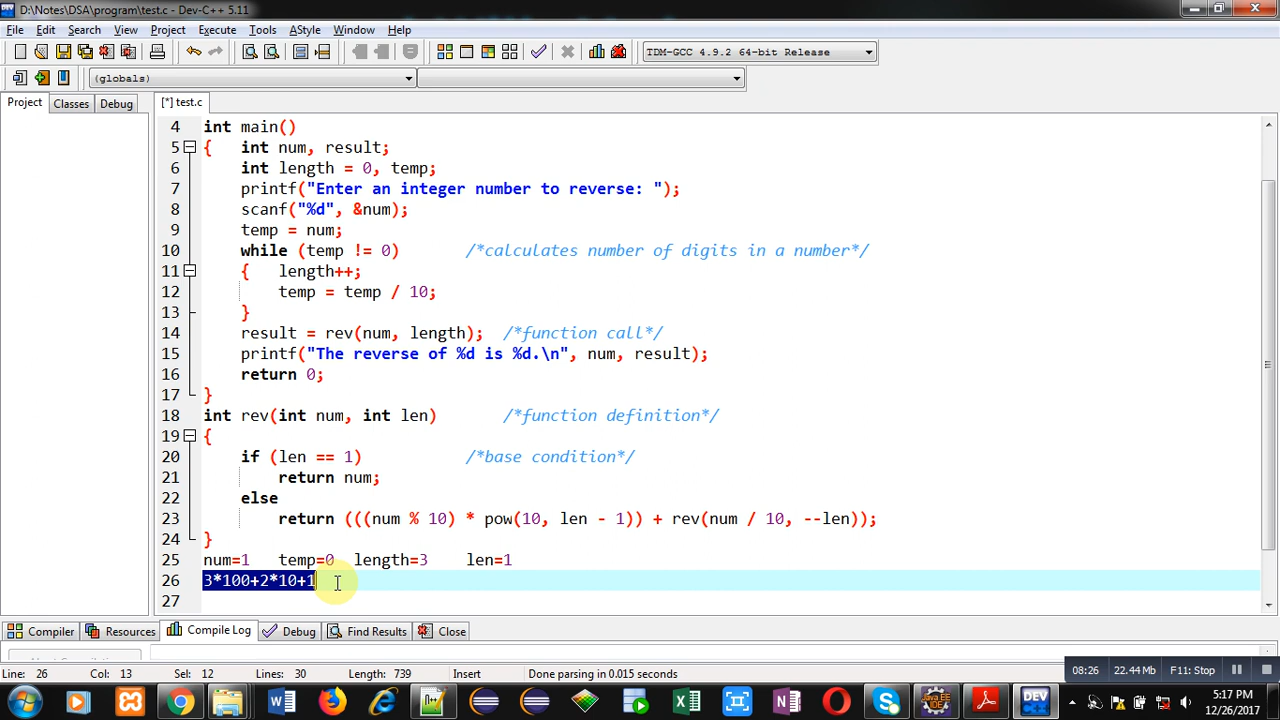 D:\Notes\DSA\program\test.c - Dev-C++ 5.11
File Edit Search View Project Execute Tools AStyle Window Help
TDM-GCC 4.9.2 64-bit Release
(globals)
Project Classes Debug [*] test.c
4 int main()
5 { int num, result;
6 int length = 0, temp;
7 printf("Enter an integer number to reverse: ");
8 scanf("%d", &num);
9 temp = num;
10 while (temp != 0) /*calculates number of digits in a number*/
11 { length++;
12 temp = temp / 10;
13 }
14 result = rev(num, length); /*function call*/
15 printf("The reverse of %d is %d.\n", num, result);
16 return 0;
17 }
18 int rev(int num, int len) /*function definition*/
19 {
20 if (len == 1) /*base condition*/
21 return num;
22 else
23 return (((num % 10) * pow(10, len - 1)) + rev(num / 10, --len));
24 }
25 num=1 temp=0 length=3 len=1
26 3*100+2*10+1
27
Compiler Resources Compile Log Debug Find Results Close
Line: 26 Col: 13 Sel: 12 Lines: 30 Length: 739 Insert Done parsing in 0.015 seconds
08:26 22.44 Mb F11: Stop
5:17 PM
12/26/2017